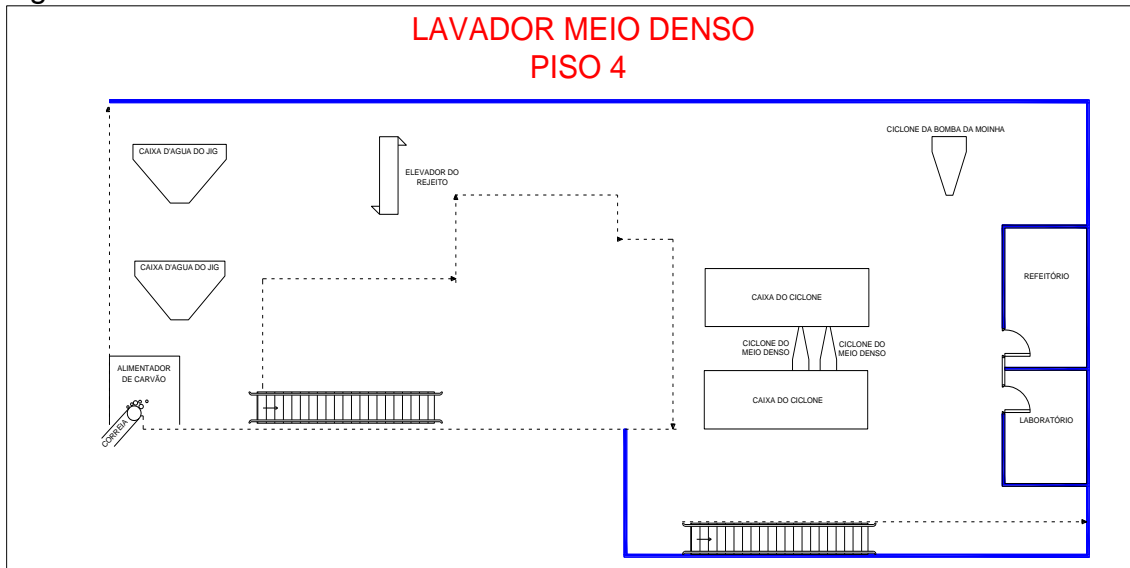 LAVADOR MEIO DENSO
PISO 4
CAIXA D'AGUA DO JIG
ELEVADOR DO
REJEITO
CICLONE DA BOMBA DA MOINHA
CAIXA D'AGUA DO JIG
REFEITÓRIO
CAIXA DO CICLONE
CICLONE DO
MEIO DENSO
CICLONE DO
MEIO DENSO
ALIMENTADOR
DE CARVÃO
CORREIA
CAIXA DO CICLONE
LABORATÓRIO